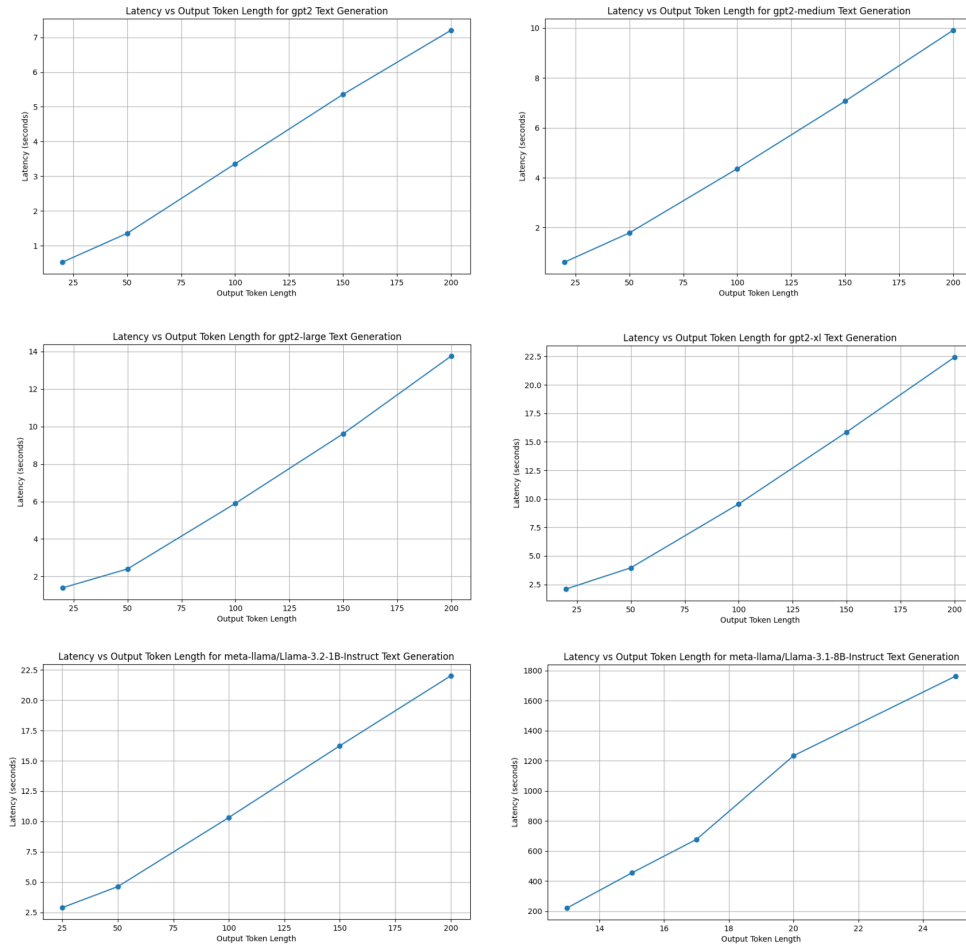 Latency vs Output Token Length for gpt2 Text Generation
7
6
5
4
3
2
1
Latency (seconds)
25 50 75 100 125 150 175 200
Output Token Length
Latency vs Output Token Length for gpt2-medium Text Generation
10
8
6
4
2
Latency (seconds)
25 50 75 100 125 150 175 200
Output Token Length
Latency vs Output Token Length for gpt2-large Text Generation
14
12
10
8
6
4
2
Latency (seconds)
25 50 75 100 125 150 175 200
Output Token Length
Latency vs Output Token Length for gpt2-xl Text Generation
22.5
20.0
17.5
15.0
12.5
10.0
7.5
5.0
2.5
Latency (seconds)
25 50 75 100 125 150 175 200
Output Token Length
Latency vs Output Token Length for meta-llama/Llama-3.2-1B-Instruct Text Generation
22.5
20.0
17.5
15.0
12.5
10.0
7.5
5.0
2.5
Latency (seconds)
25 50 75 100 125 150 175 200
Output Token Length
Latency vs Output Token Length for meta-llama/Llama-3.1-8B-Instruct Text Generation
1800
1600
1400
1200
1000
800
600
400
200
Latency (seconds)
14 16 18 20 22 24
Output Token Length